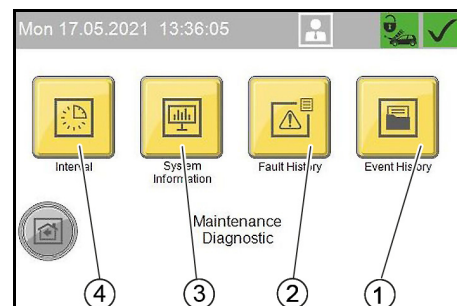 Mon 17.05.2021 13:36:05
Interval
System
Information
Fault History
Event History
Maintenance
Diagnostic
4
3
2
1